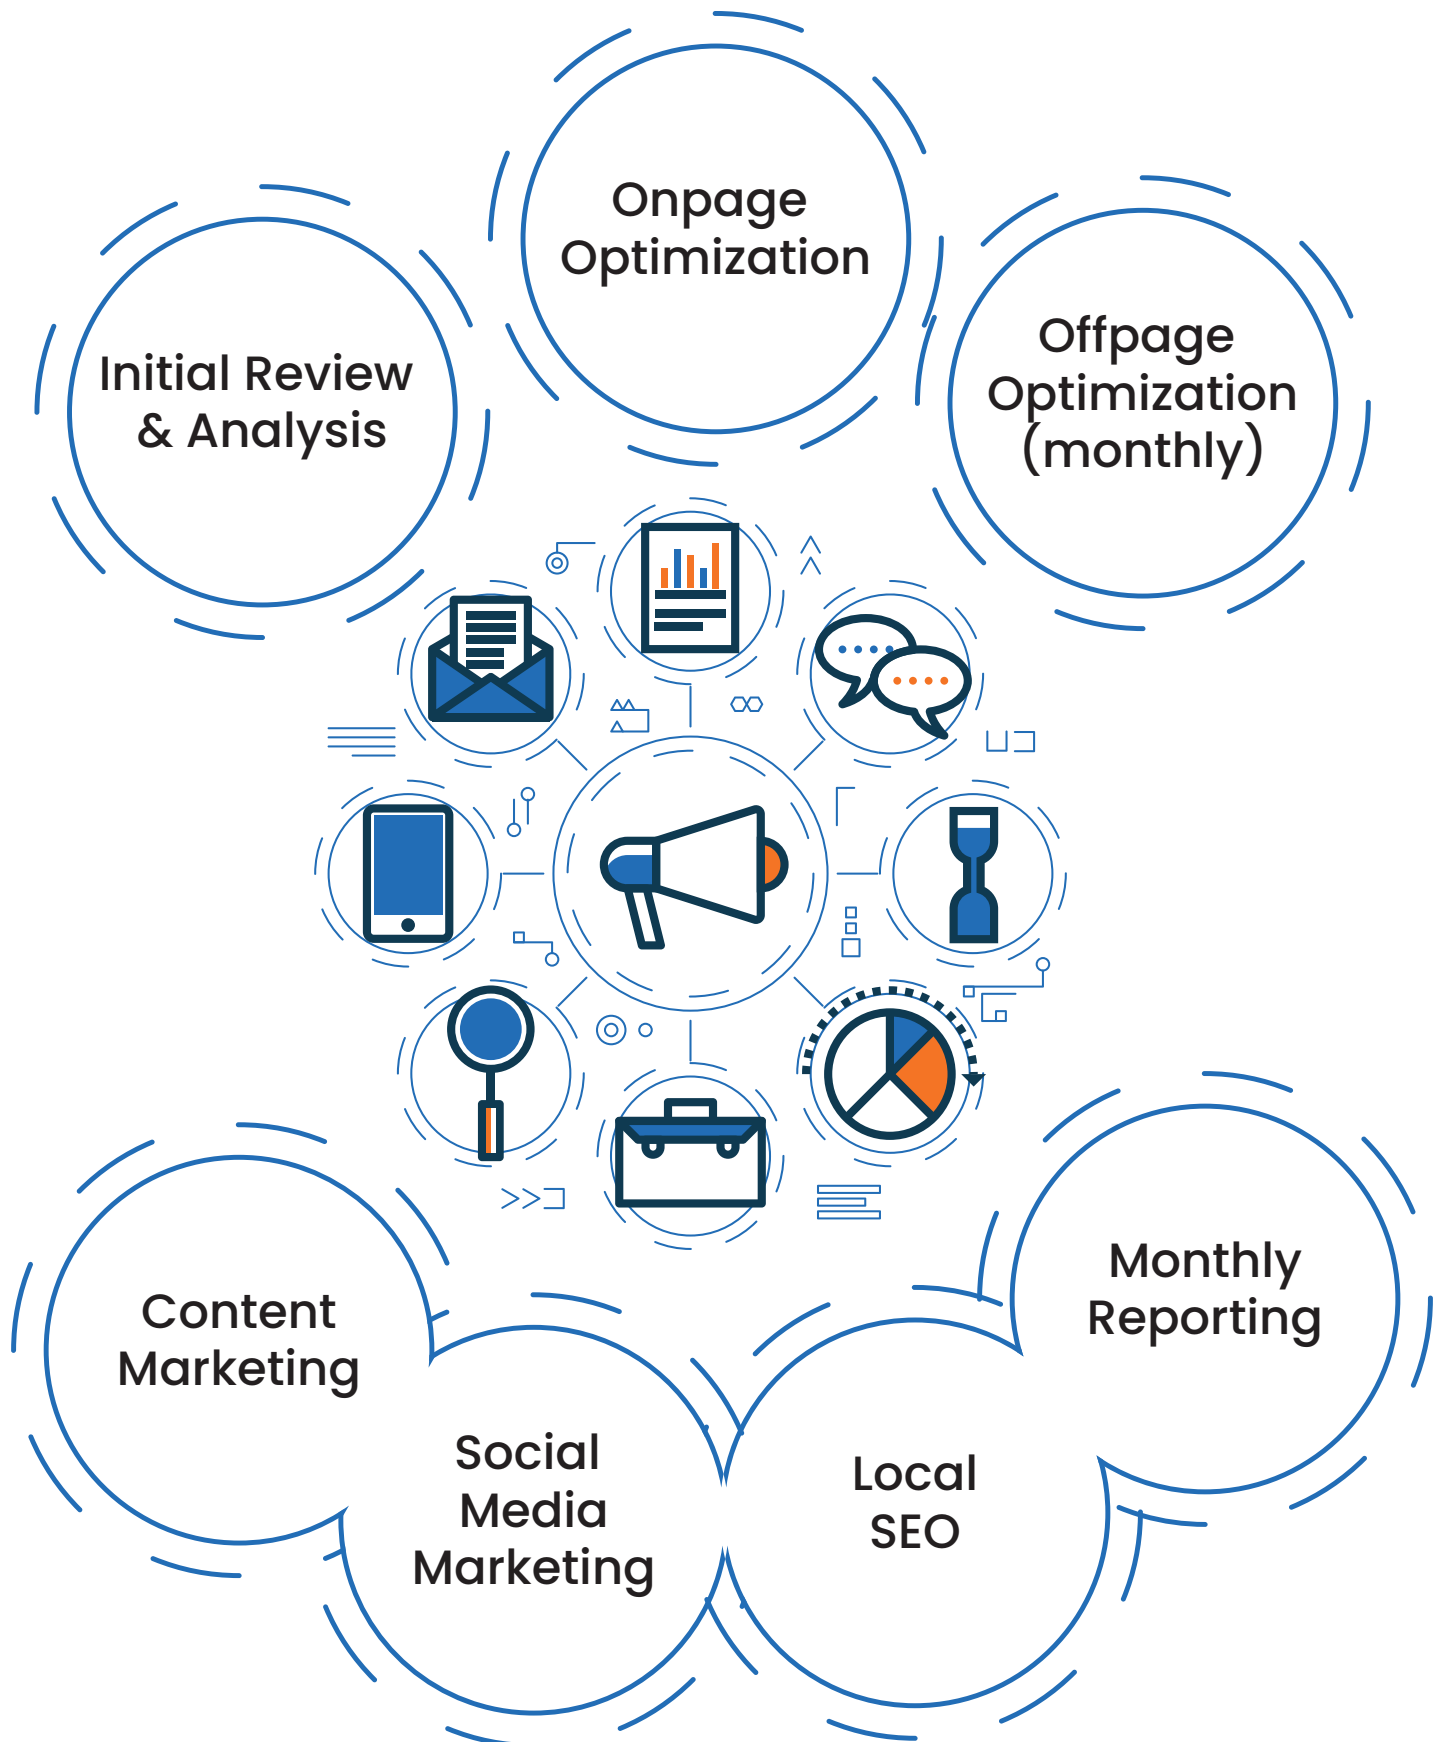 Onpage
Optimization
Initial Review
& Analysis
Offpage
Optimization
(monthly)
Content
Marketing
Social
Media
Marketing
Local
SEO
Monthly
Reporting